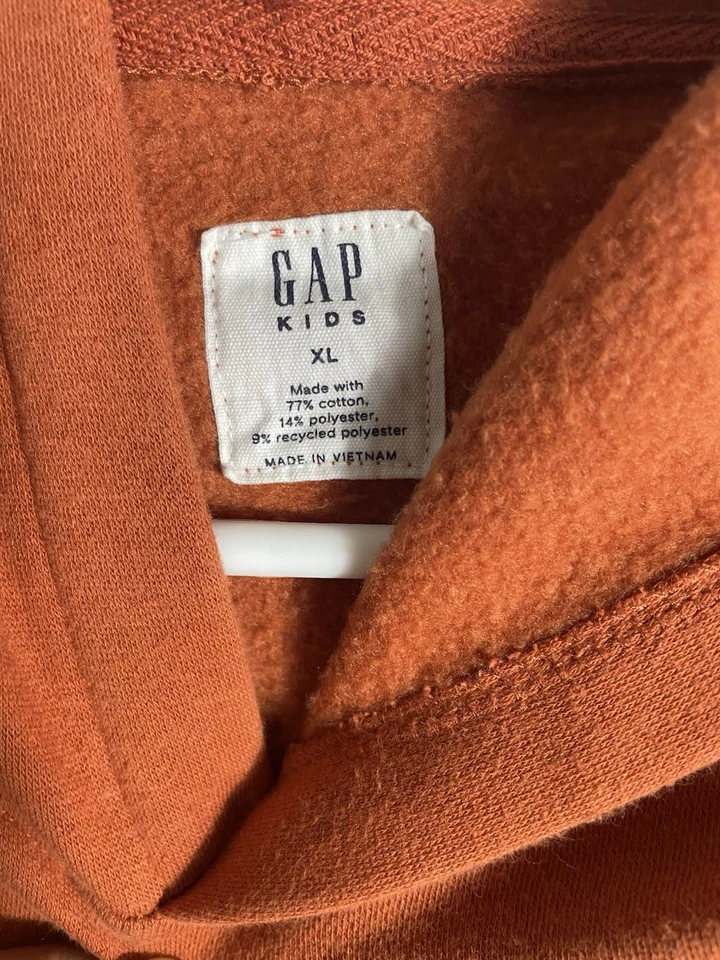 GAP
KIDS
XL
Made with
77% cotton,
14% polyester,
9% recycled polyester
MADE IN VIETNAM